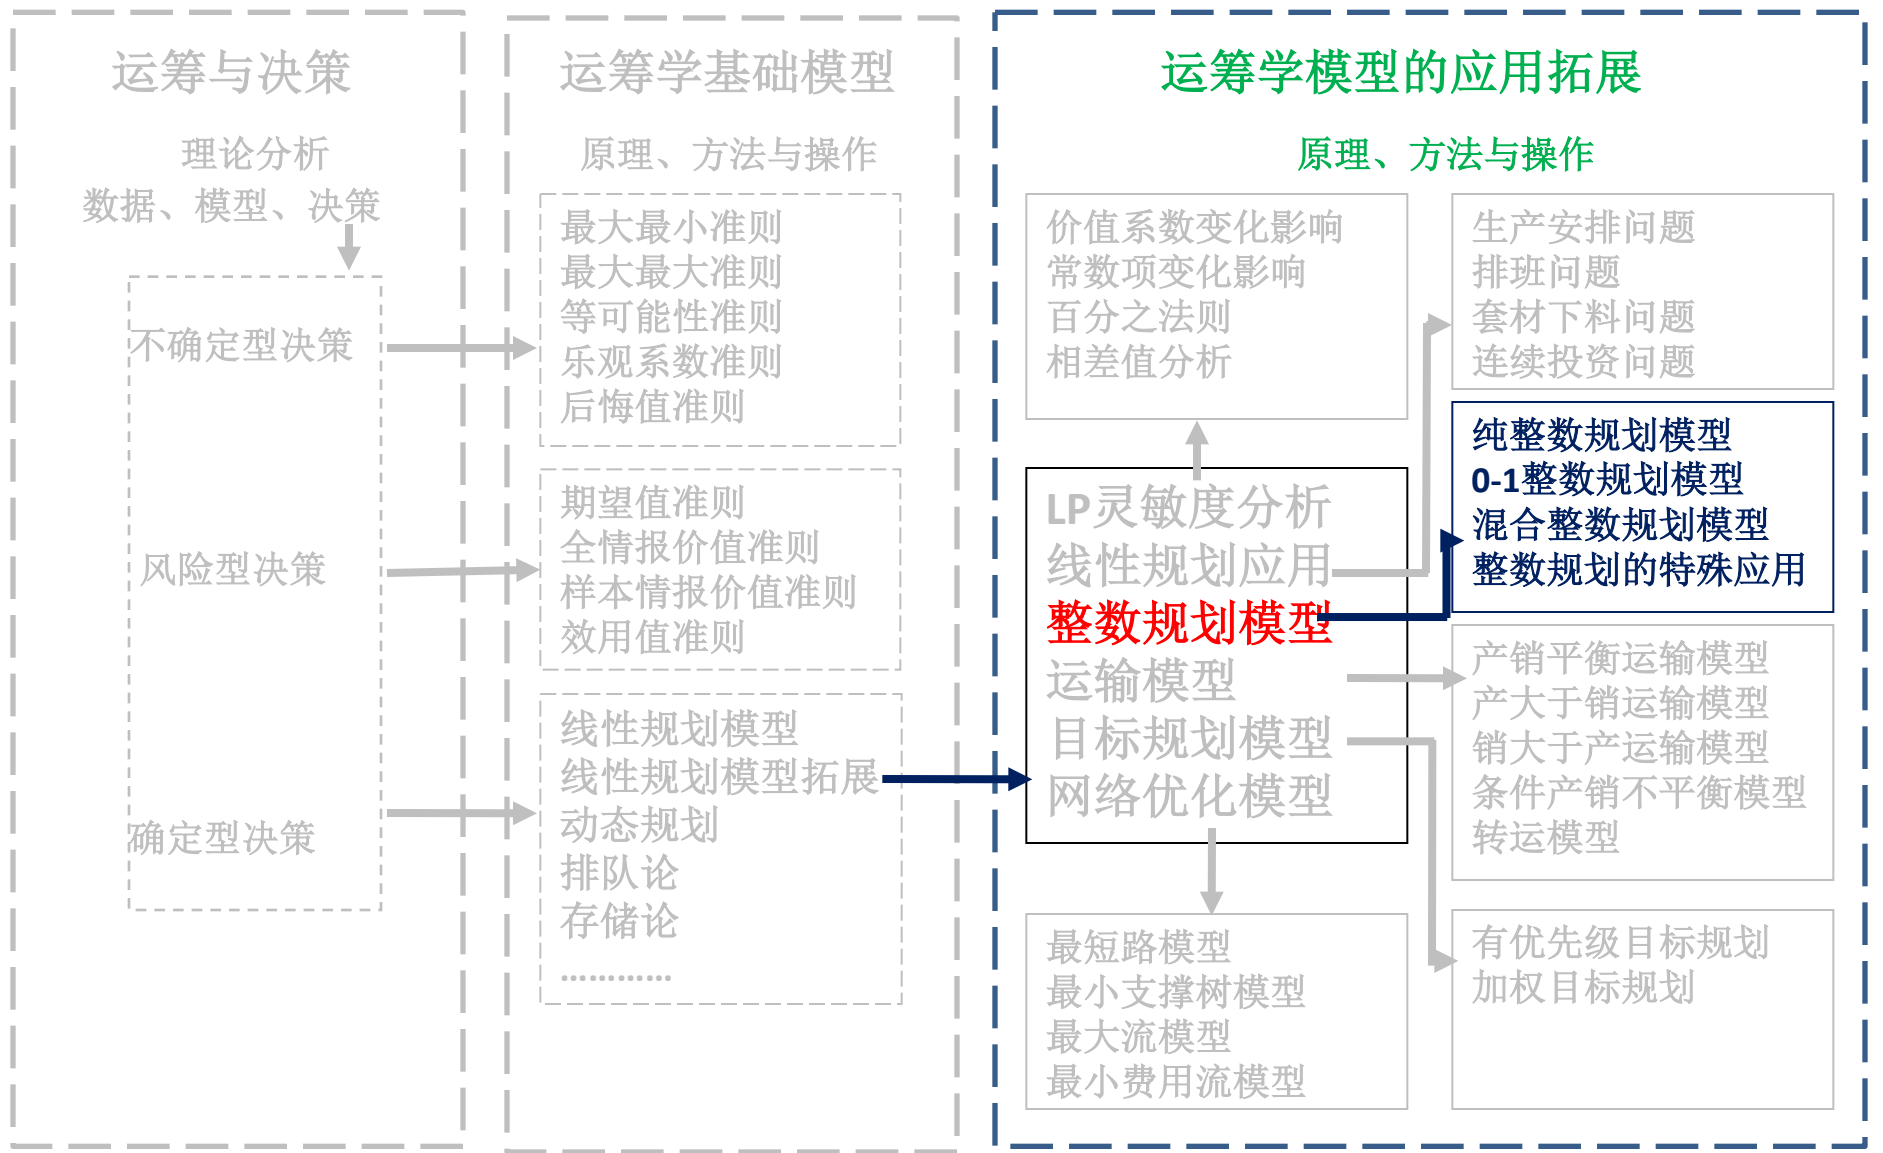 运筹与决策
理论分析
数据、模型、决策
不确定型决策
风险型决策
确定型决策
运筹学基础模型
原理、方法与操作
最大最小准则
最大最大准则
等可能性准则
乐观系数准则
后悔值准则
期望值准则
全情报价值准则
样本情报价值准则
效用值准则
线性规划模型
线性规划模型拓展
动态规划
排队论
存储论
............
运筹学模型的应用拓展
原理、方法与操作
价值系数变化影响
常数项变化影响
百分之法则
相差值分析
LP灵敏度分析
线性规划应用
整数规划模型
运输模型
目标规划模型
网络优化模型
最短路模型
最小支撑树模型
最大流模型
最小费用流模型
生产安排问题
排班问题
套材下料问题
连续投资问题
纯整数规划模型
0-1整数规划模型
混合整数规划模型
整数规划的特殊应用
产销平衡运输模型
产大于销运输模型
销大于产运输模型
条件产销不平衡模型
转运模型
有优先级目标规划
加权目标规划